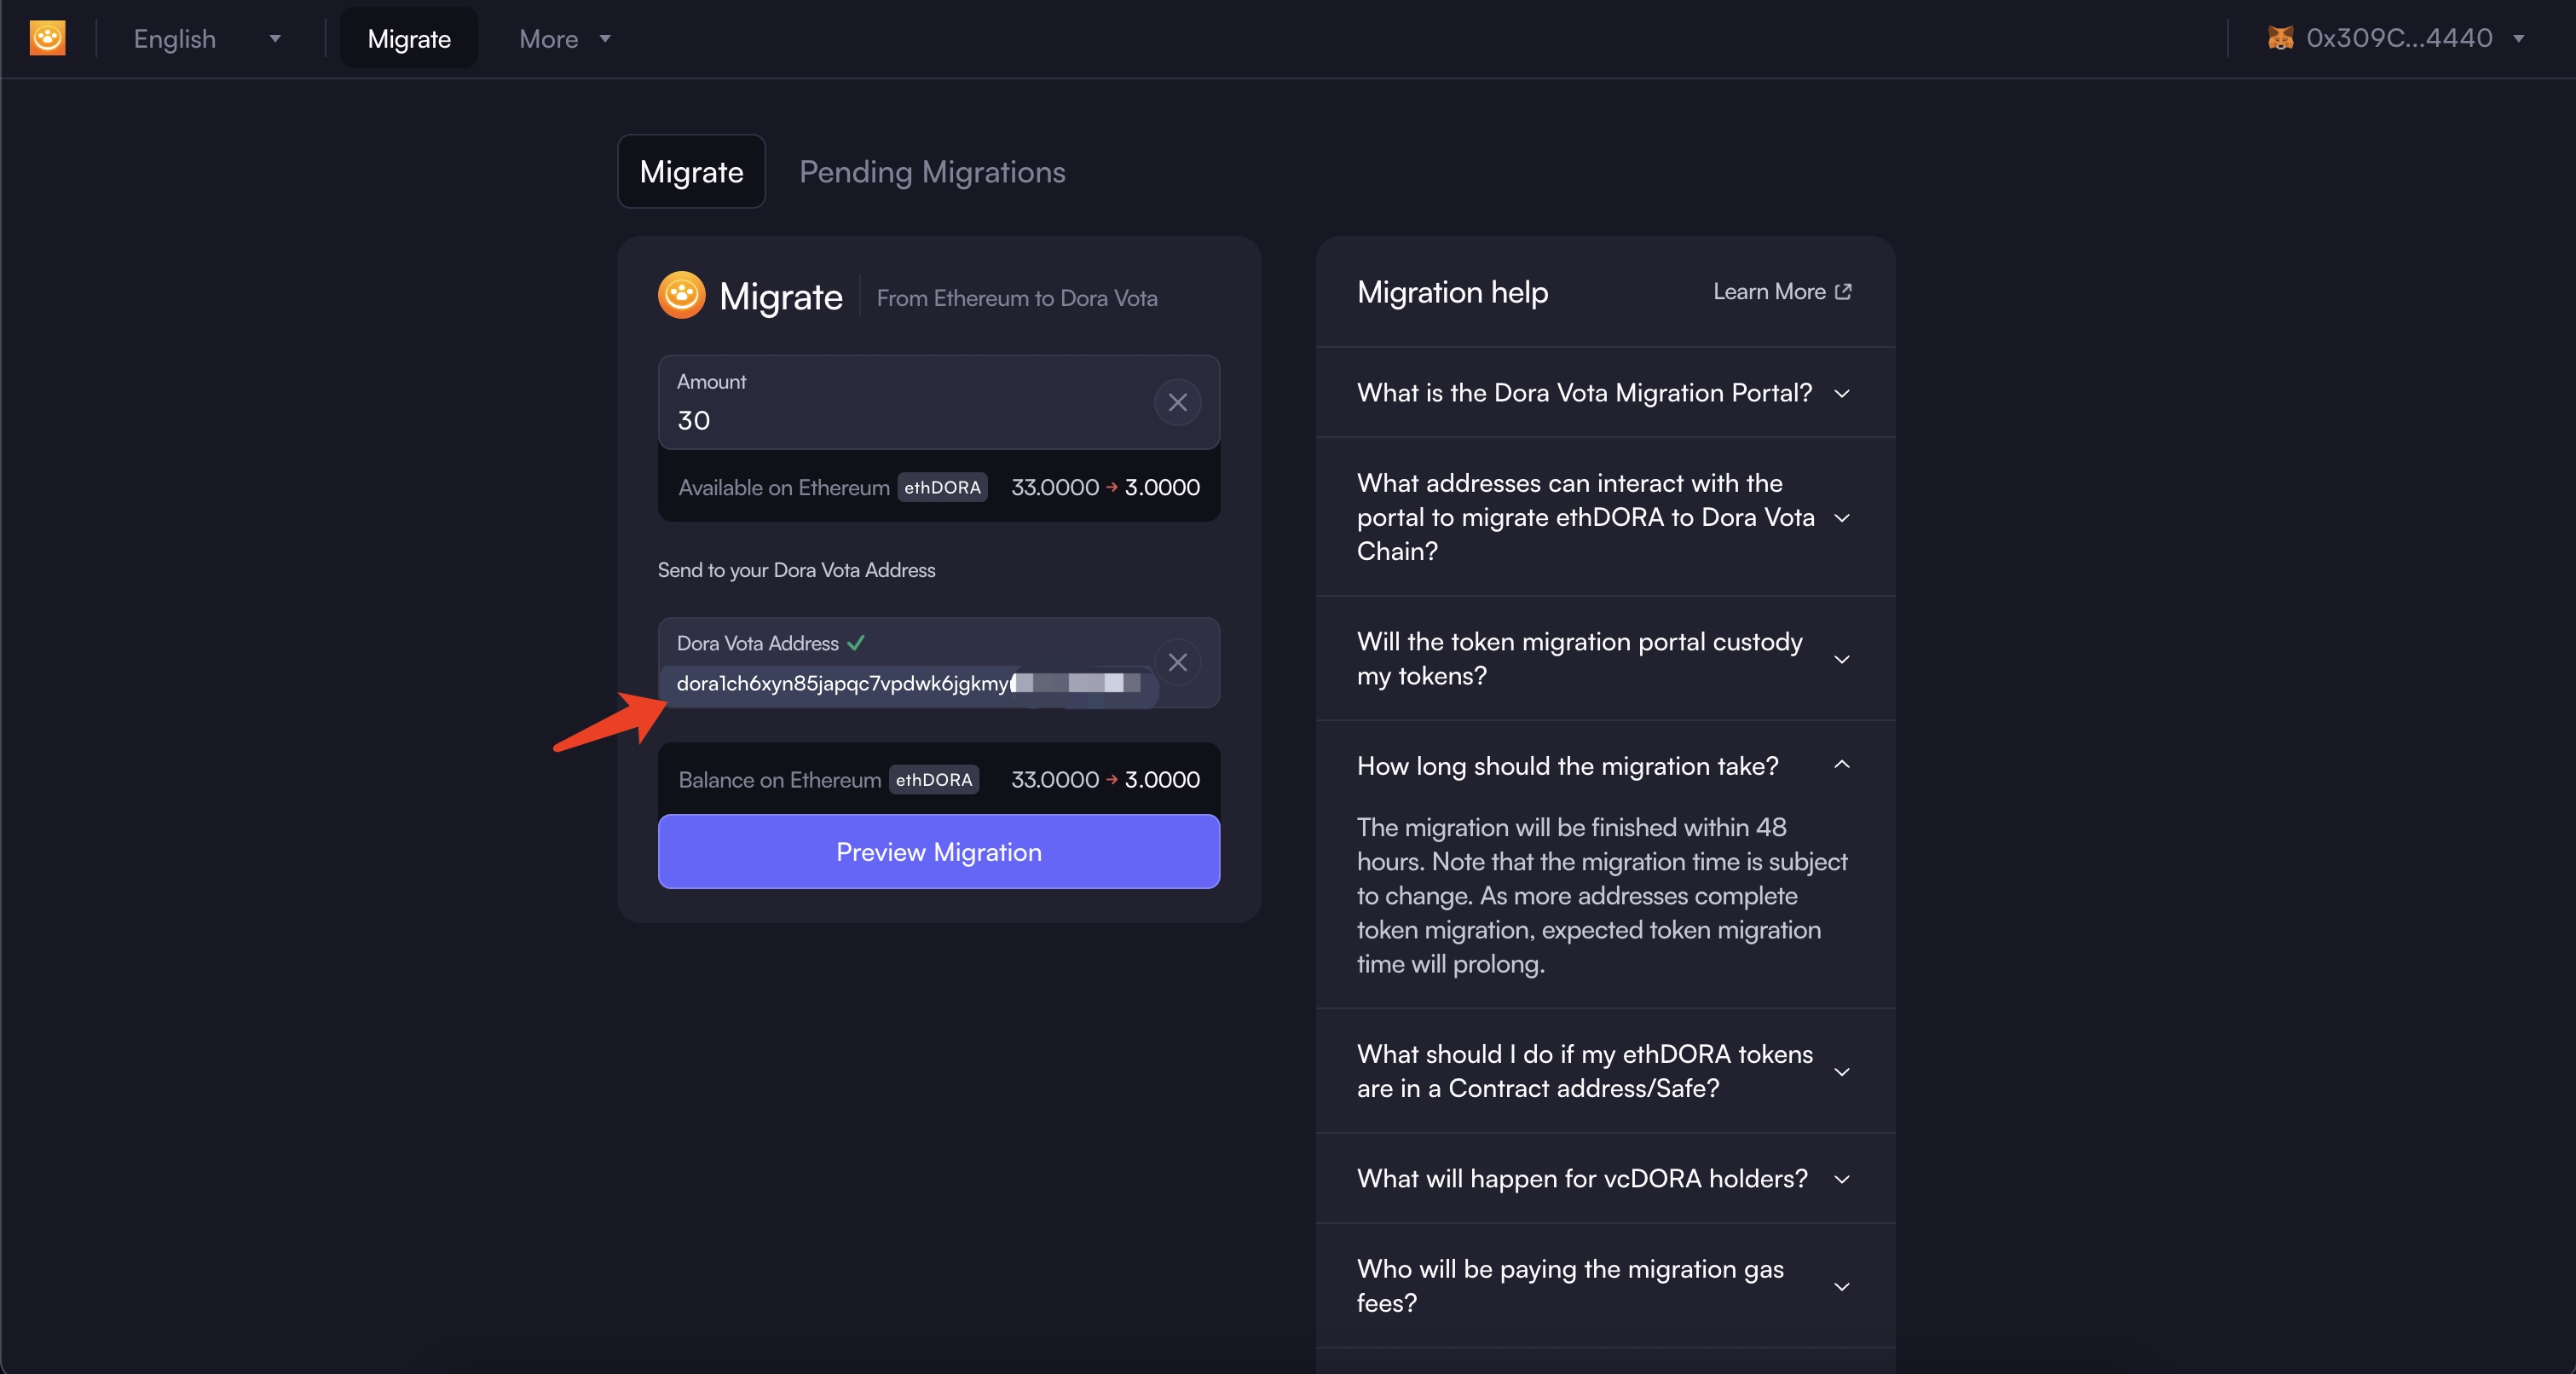 English
Migrate
More
0x309C...4440
Migrate
Pending Migrations
Migrate
From Ethereum to Dora Vota
Amount
30
Available on Ethereum ethDORA 33.0000 → 3.0000
Send to your Dora Vota Address
Dora Vota Address
dora1ch6xyn85japqc7vpdwk6jgkmy
Balance on Ethereum ethDORA 33.0000 → 3.0000
Preview Migration
Migration help
Learn More
What is the Dora Vota Migration Portal?
What addresses can interact with the
portal to migrate ethDORA to Dora Vota
Chain?
Will the token migration portal custody
my tokens?
How long should the migration take?
The migration will be finished within 48
hours. Note that the migration time is subject
to change. As more addresses complete
token migration, expected token migration
time will prolong.
What should I do if my ethDORA tokens
are in a Contract address/Safe?
What will happen for vcDORA holders?
Who will be paying the migration gas
fees?